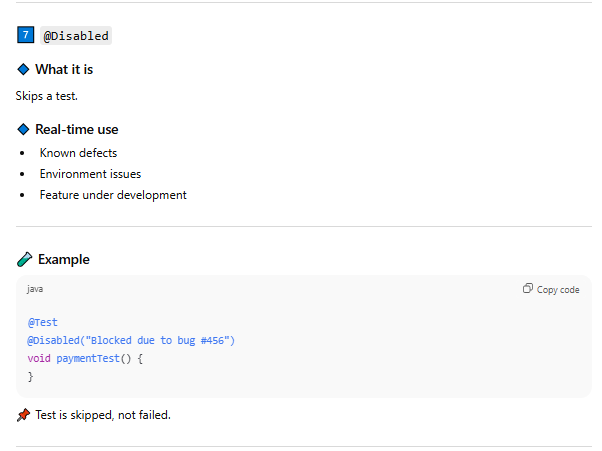 7 @Disabled
What it is
Skips a test.
Real-time use
• Known defects
• Environment issues
• Feature under development
Example
java Copy code
@Test
@Disabled("Blocked due to bug #456")
void paymentTest() {
}
Test is skipped, not failed.